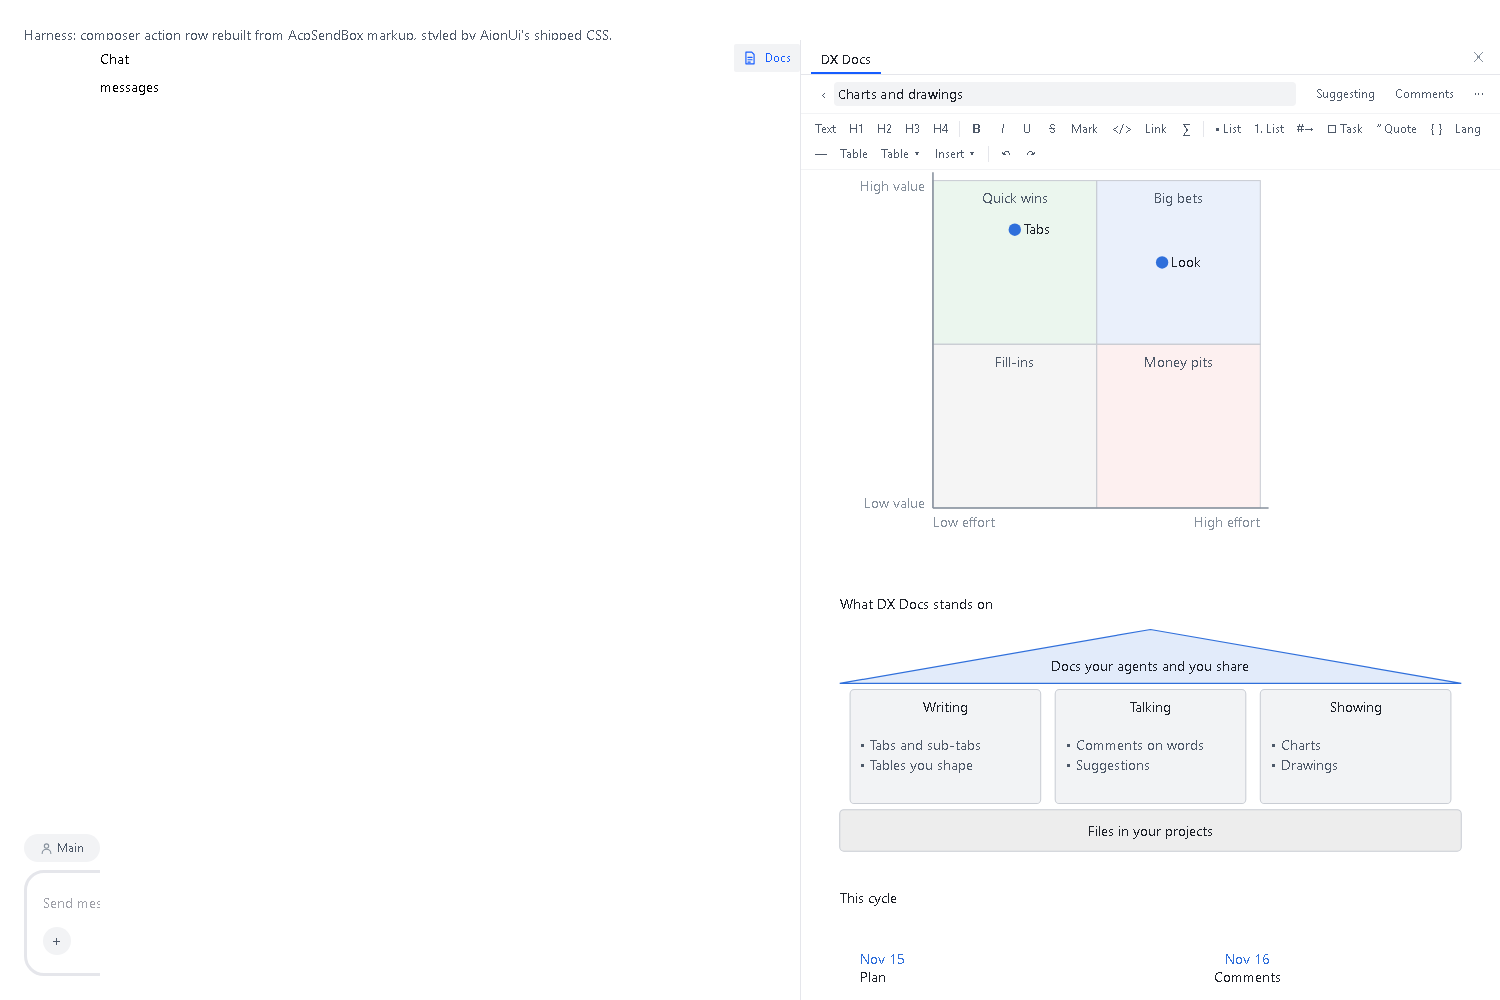 Harness: composer action row rebuilt from AcpSendBox markup, styled by AionUi's shipped CSS.
Chat
messages
Docs
DX Docs
Charts and drawings
Suggesting
Comments
Text H1 H2 H3 H4 B I U S Mark </> Link ∑ • List 1. List #→ ☐ Task " Quote { } Lang
— Table Table ▾ Insert ▾
High value
Quick wins
Big bets
Tabs
Look
Fill-ins
Money pits
Low value
Low effort
High effort
What DX Docs stands on
Docs your agents and you share
Writing
• Tabs and sub-tabs
• Tables you shape
Talking
• Comments on words
• Suggestions
Showing
• Charts
• Drawings
Files in your projects
This cycle
Nov 15
Plan
Nov 16
Comments
Main
Send mes
+